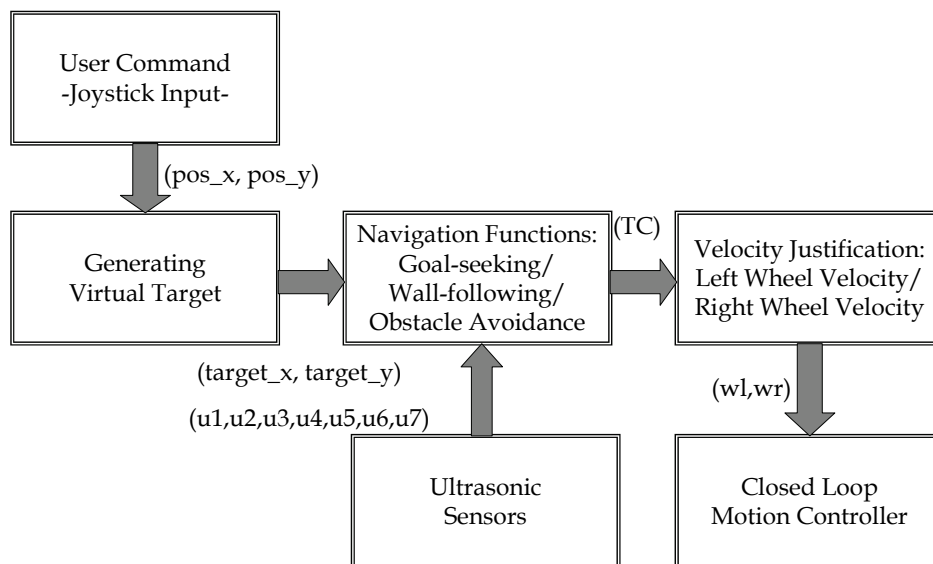 User Command
-Joystick Input-
(pos_x, pos_y)
Generating
Virtual Target
Navigation Functions:
Goal-seeking/
Wall-following/
Obstacle Avoidance
(TC)
Velocity Justification:
Left Wheel Velocity/
Right Wheel Velocity
(target_x, target_y)
(u1,u2,u3,u4,u5,u6,u7)
(wl,wr)
Ultrasonic
Sensors
Closed Loop
Motion Controller